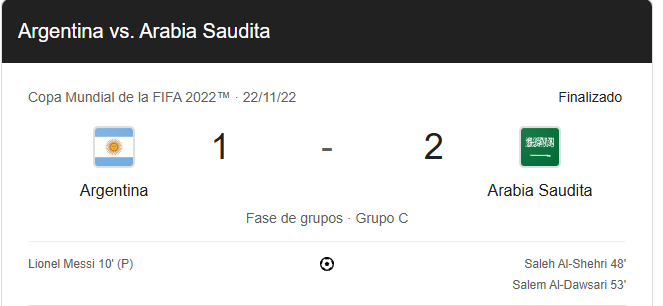 Argentina vs. Arabia Saudita
Copa Mundial de la FIFA 2022™ · 22/11/22 Finalizado
1 - 2
Argentina Arabia Saudita
Fase de grupos · Grupo C
Lionel Messi 10' (P) Saleh Al-Shehri 48'
Salem Al-Dawsari 53'